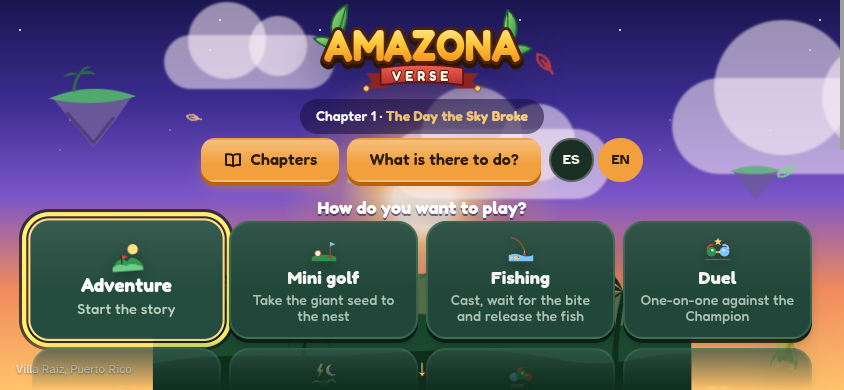 AMAZONA
VERSE
Chapter 1 · The Day the Sky Broke
Chapters
What is there to do?
ES
EN
How do you want to play?
Adventure
Start the story
Mini golf
Take the giant seed to
the nest
Fishing
Cast, wait for the bite
and release the fish
Duel
One-on-one against the
Champion
Villa Raíz, Puerto Rico